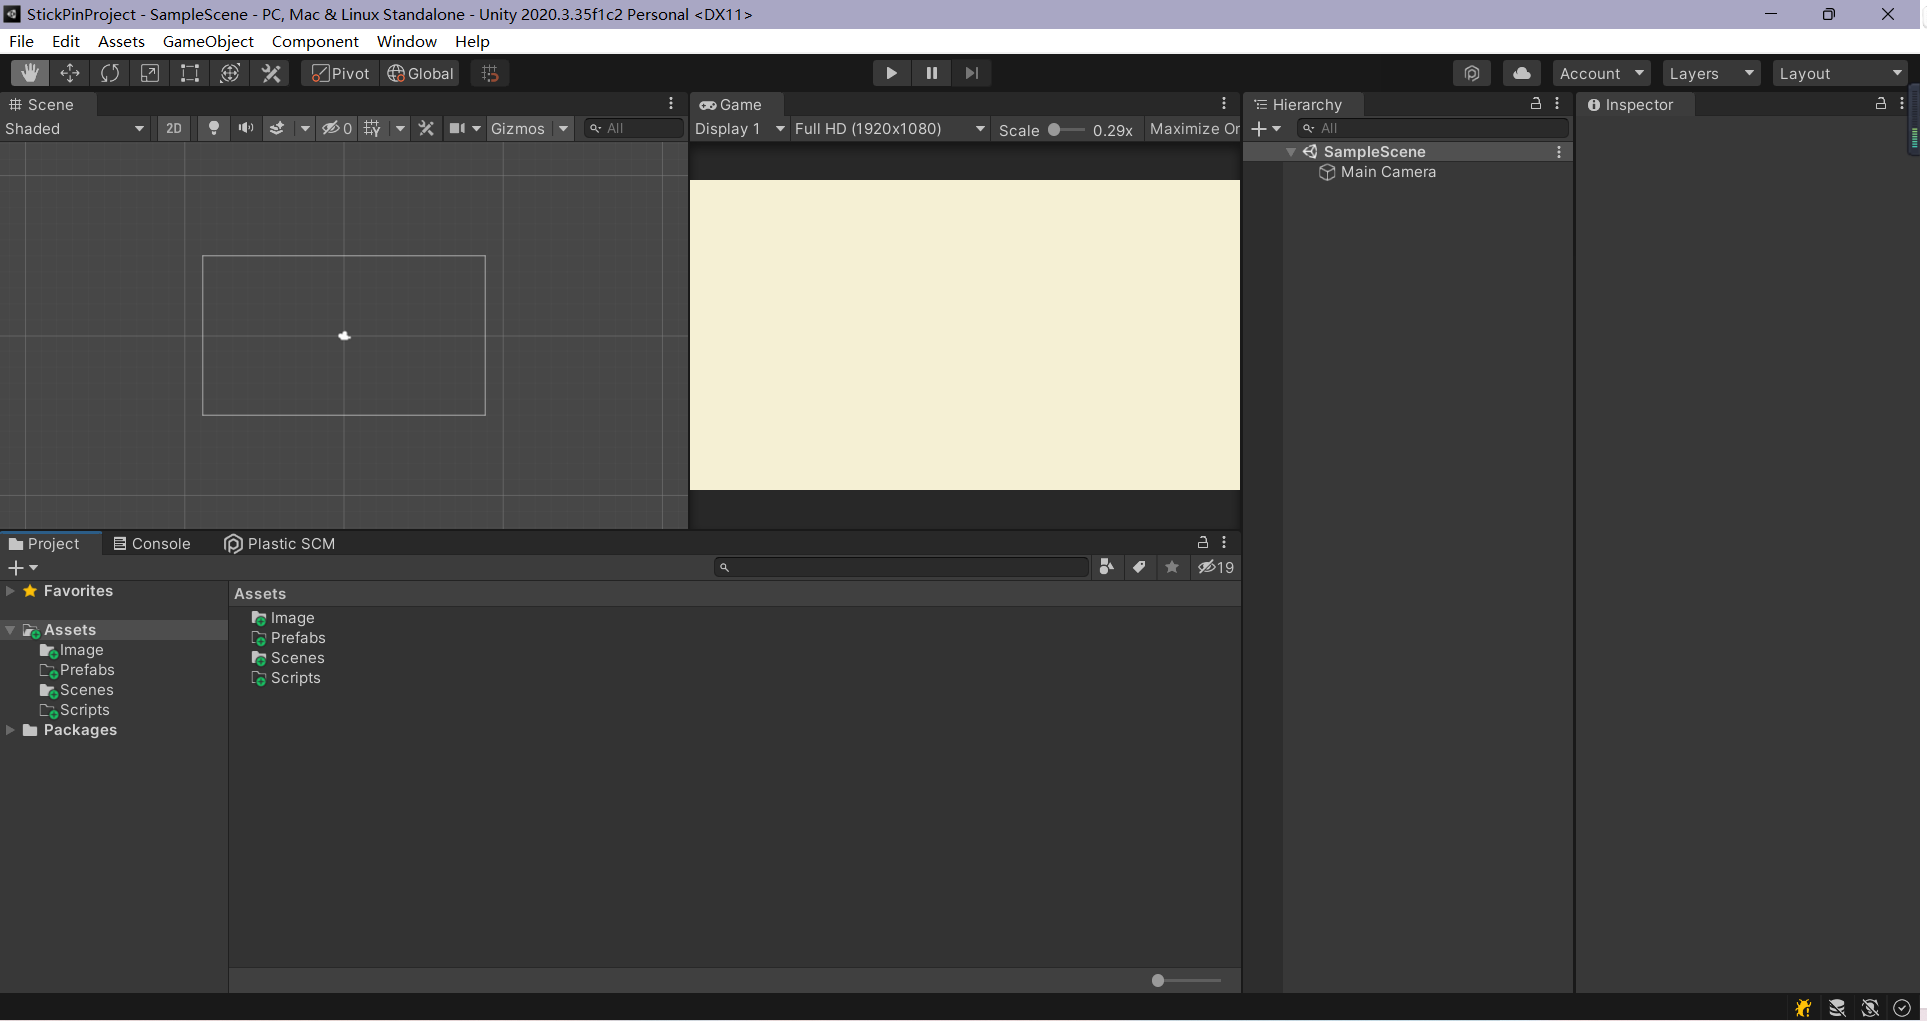 StickPinProject - SampleScene - PC, Mac & Linux Standalone - Unity 2020.3.35f1c2 Personal <DX11>
File Edit Assets GameObject Component Window Help
Pivot Global Account Layers Layout
Scene
Game
Hierarchy
Inspector
Shaded 2D 0 Gizmos All
Display 1 Full HD (1920x1080) Scale 0.29x Maximize Or
All
SampleScene
Main Camera
Project Console Plastic SCM
19
Favorites
Assets
Image
Prefabs
Scenes
Scripts
Packages
Assets
Image
Prefabs
Scenes
Scripts